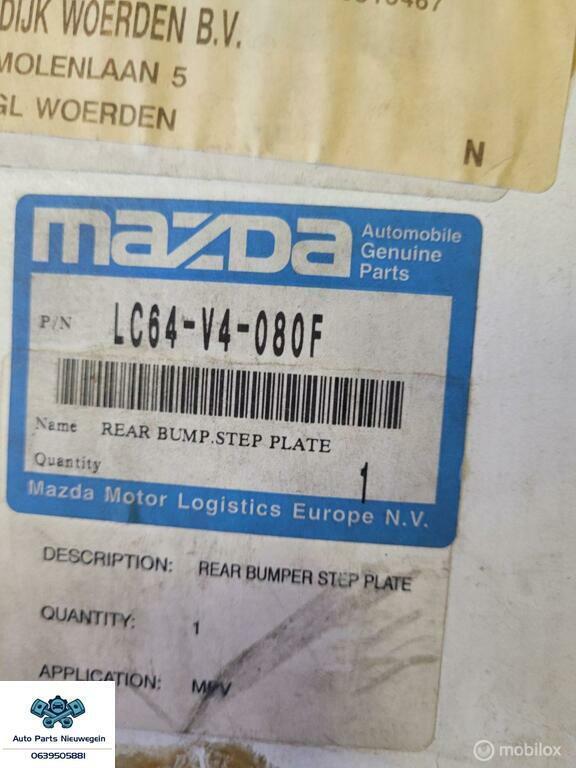 DIJK WOERDEN B.V.
MOLENLAAN 5
GL WOERDEN
N
mazda
Automobile
Genuine
Parts
P/N LC64-V4-080F
Name REAR BUMP.STEP PLATE
Quantity 1
Mazda Motor Logistics Europe N.V.
DESCRIPTION: REAR BUMPER STEP PLATE
QUANTITY: 1
APPLICATION: MPV
Auto Parts Nieuwegein
0639505881
mobilox